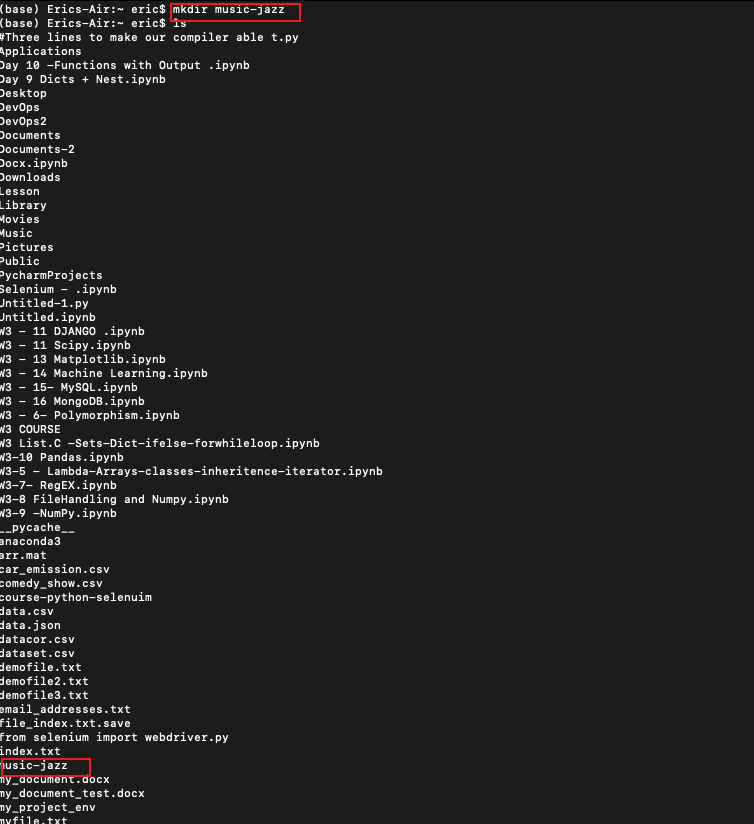 (base) Erics-Air:~ eric$ mkdir music-jazz
(base) Erics-Air:~ eric$ ls
#Three lines to make our compiler able t.py
Applications
Day 10 -Functions with Output .ipynb
Day 9 Dicts + Nest.ipynb
Desktop
DevOps
DevOps2
Documents
Documents-2
Docx.ipynb
Downloads
Lesson
Library
Movies
Music
Pictures
Public
PycharmProjects
Selenium - .ipynb
Untitled-1.py
Untitled.ipynb
W3 - 11 DJANGO .ipynb
W3 - 11 Scipy.ipynb
W3 - 13 Matplotlib.ipynb
W3 - 14 Machine Learning.ipynb
W3 - 15- MySQL.ipynb
W3 - 16 MongoDB.ipynb
W3 - 6- Polymorphism.ipynb
W3 COURSE
W3 List.C -Sets-Dict-ifelse-forwhileloop.ipynb
W3-10 Pandas.ipynb
W3-5 - Lambda-Arrays-classes-inheritence-iterator.ipynb
W3-7- RegEX.ipynb
W3-8 FileHandling and Numpy.ipynb
W3-9 -NumPy.ipynb
__pycache__
anaconda3
arr.mat
car_emission.csv
comedy_show.csv
course-python-selenuim
data.csv
data.json
datacor.csv
dataset.csv
demofile.txt
demofile2.txt
demofile3.txt
email_addresses.txt
file_index.txt.save
from selenium import webdriver.py
index.txt
music-jazz
my_document.docx
my_document_test.docx
my_project_env
myfile.txt